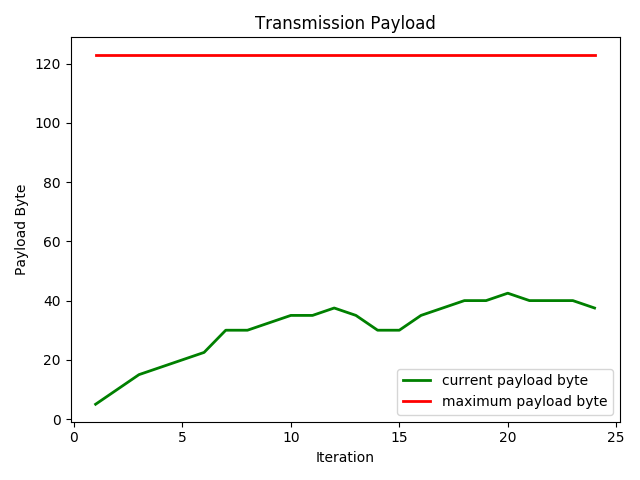 Transmission Payload
120
100
80
60
40
20
0
Payload Byte
current payload byte
maximum payload byte
0 5 10 15 20 25
Iteration